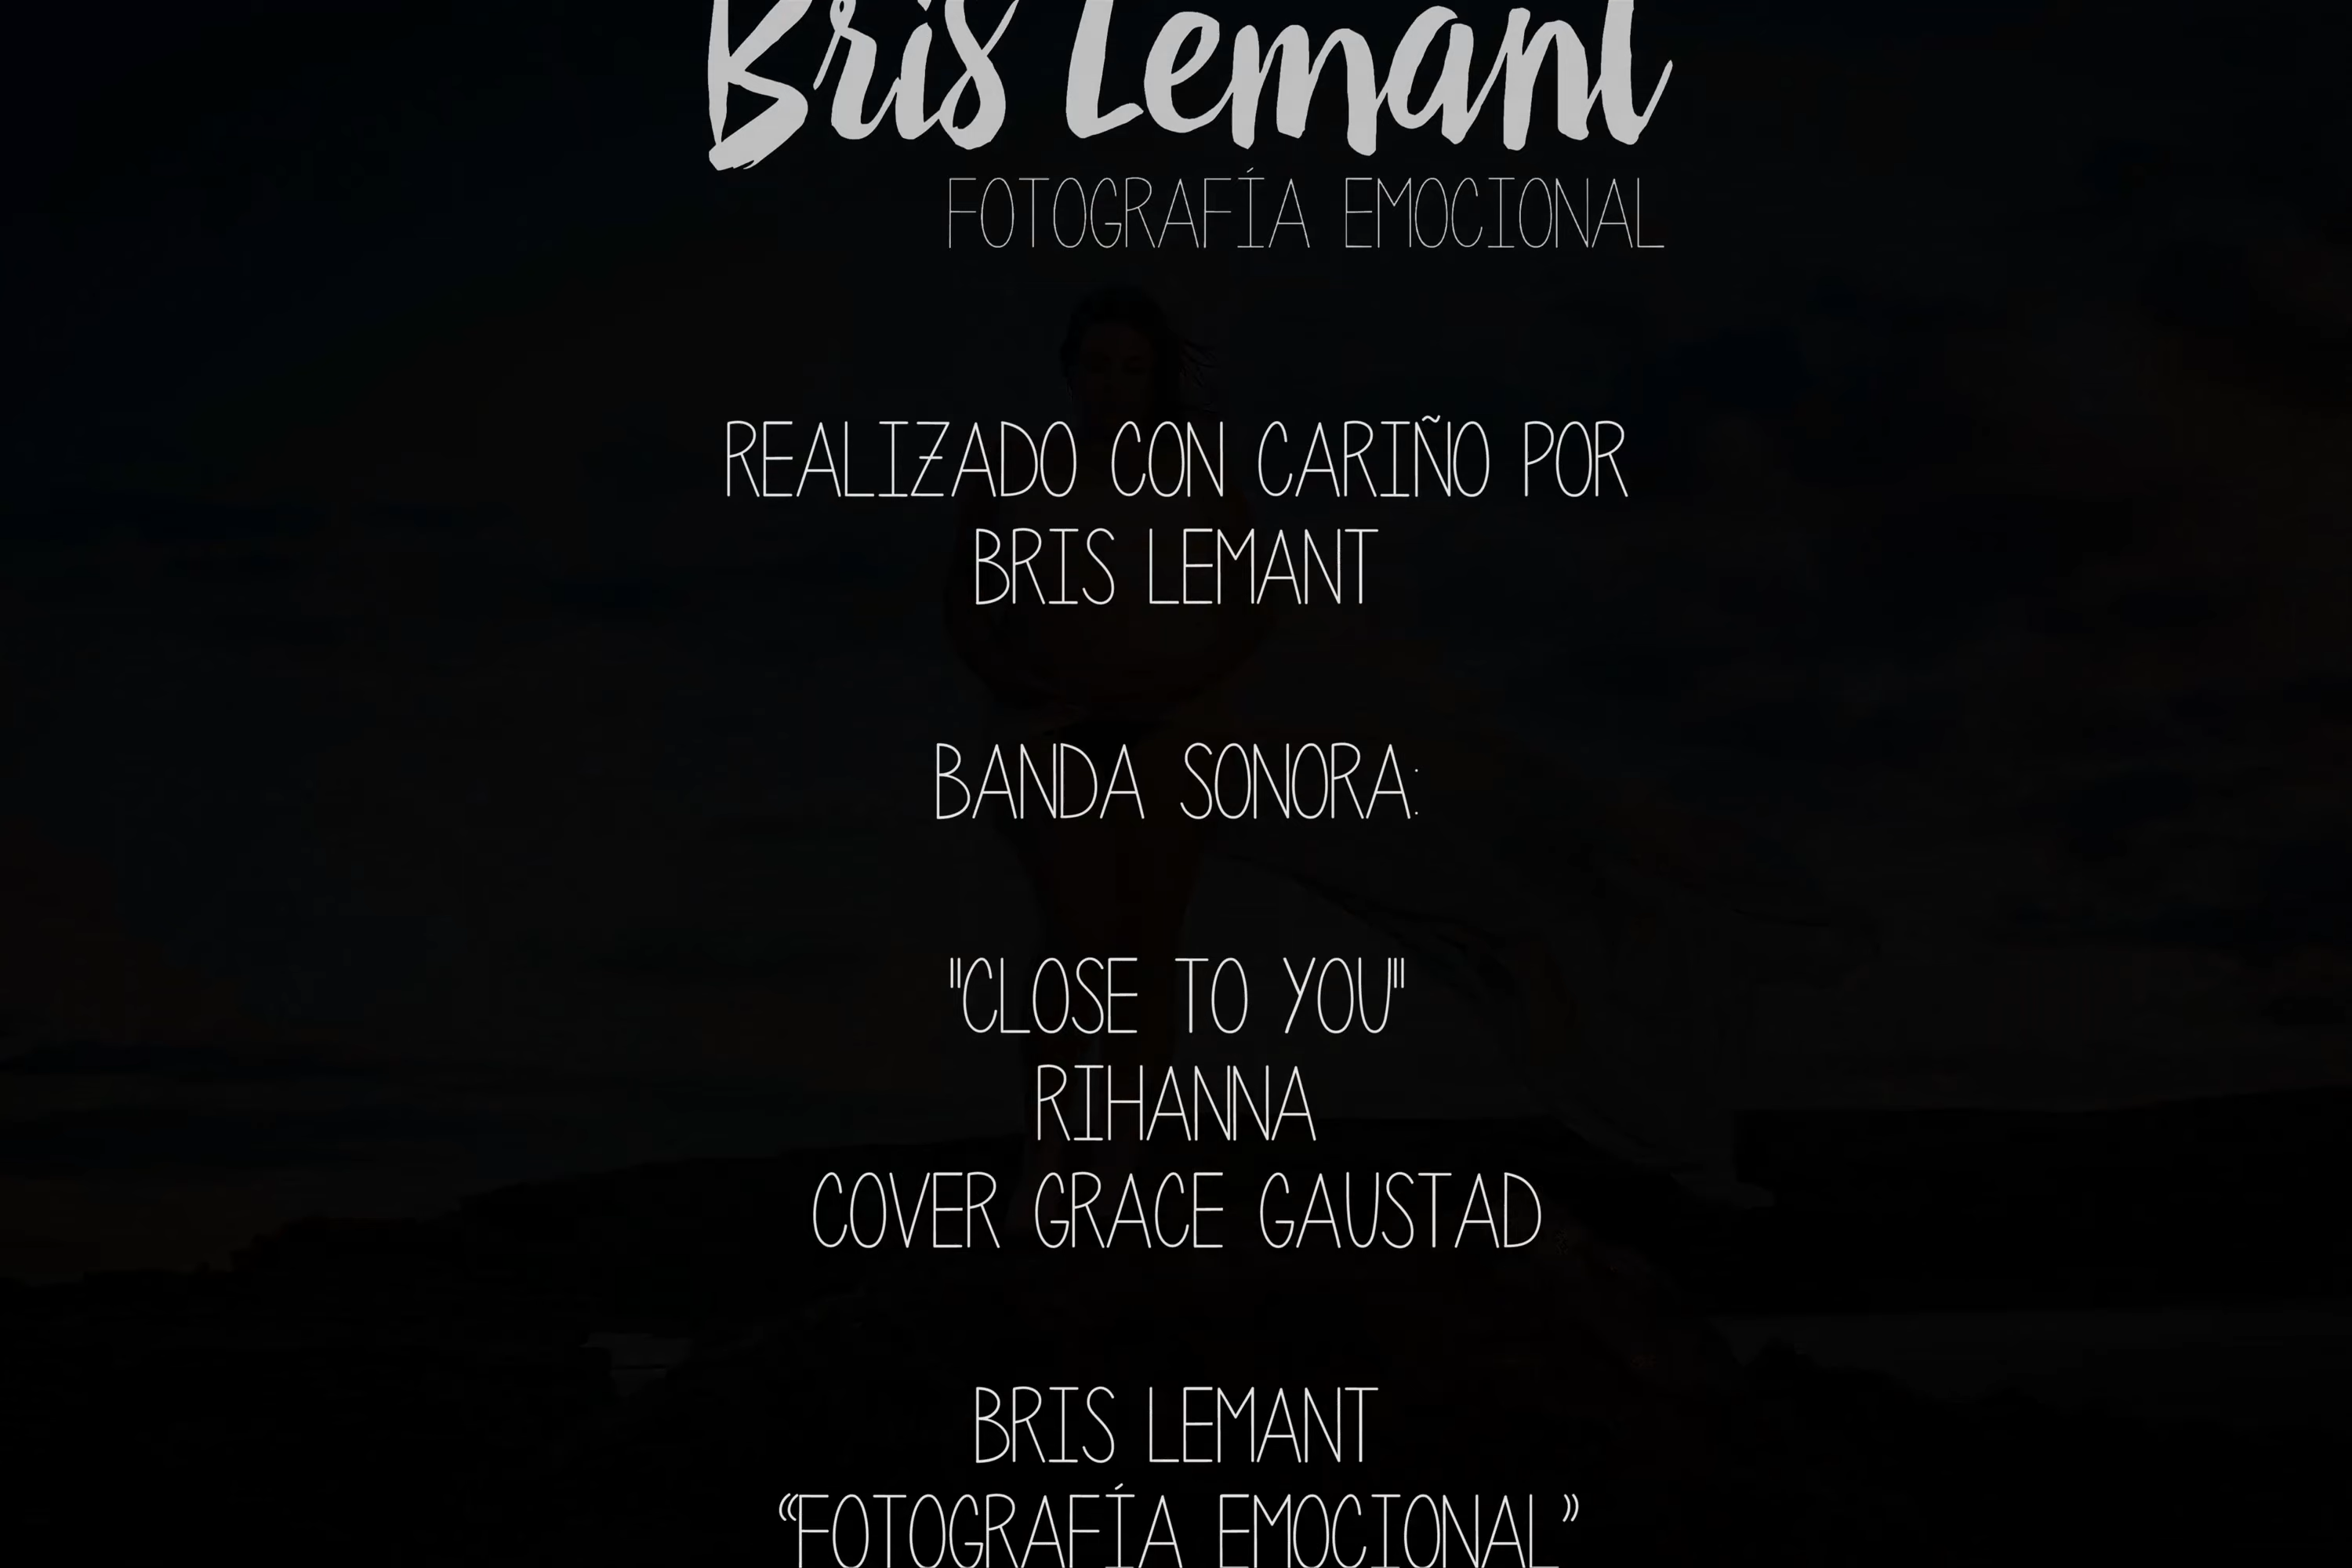 Bris Lemant
FOTOGRAFÍA EMOCIONAL
REALIZADO CON CARIÑO POR
BRIS LEMANT
BANDA SONORA:
"CLOSE TO YOU"
RIHANNA
COVER GRACE GAUSTAD
BRIS LEMANT
“FOTOGRAFÍA EMOCIONAL”